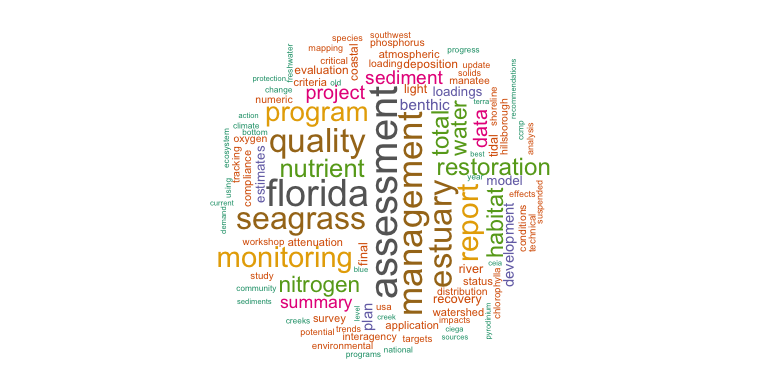 southwest
species
phosphorus
mapping
progress
atmospheric
critical
coastal
loading
deposition
update
freshwater
evaluation
sediment
solids
protection
criteria
old
manatee
recommendations
change
project
light
loadings
numeric
benthic
terra
shoreline
action
program
assessment
total
water
data
tidal
hillsborough
climate
bottom
oxygen
quality
management
comp
analysis
ecosystem
tracking
compliance
estimates
nutrient
best
restoration
using
florida
year
model
current
effects
suspended
demand
seagrass
estuary
report
habitat
development
conditions
technical
workshop
attenuation
final
monitoring
blue
ceia
river
study
nitrogen
status
chlorophylla
community
distribution
sediments
summary
level
plan
usa
recovery
creek
watershed
pyrodinium
creeks
survey
application
impacts
potential
trends
ciega
interagency
targets
sources
environmental
national
programs